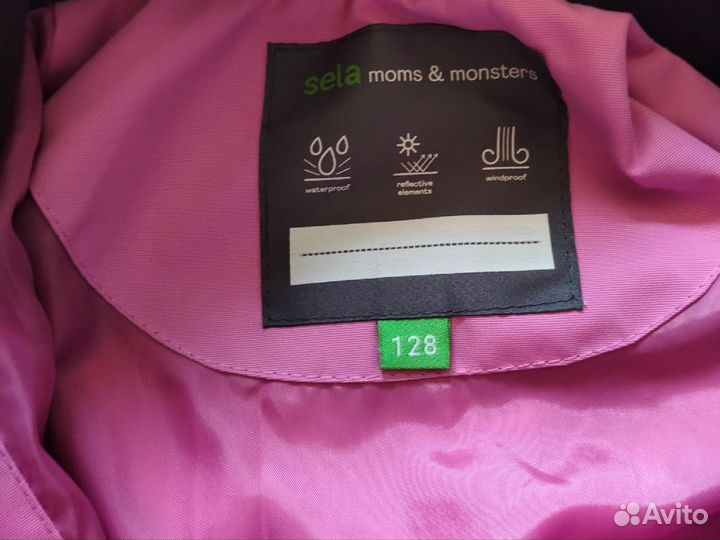 sela moms & monsters
waterproof
reflective
elements
windproof
128
Avito